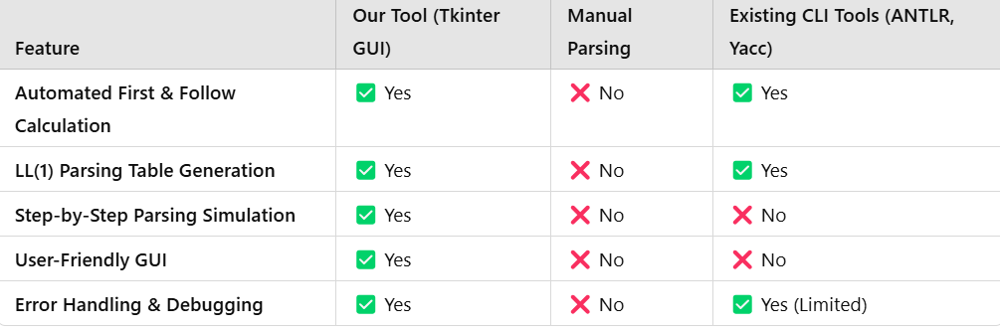 Feature Our Tool (Tkinter GUI) Manual Parsing Existing CLI Tools (ANTLR, Yacc)
Automated First & Follow Calculation ✅ Yes ❌ No ✅ Yes
LL(1) Parsing Table Generation ✅ Yes ❌ No ✅ Yes
Step-by-Step Parsing Simulation ✅ Yes ❌ No ❌ No
User-Friendly GUI ✅ Yes ❌ No ❌ No
Error Handling & Debugging ✅ Yes ❌ No ✅ Yes (Limited)